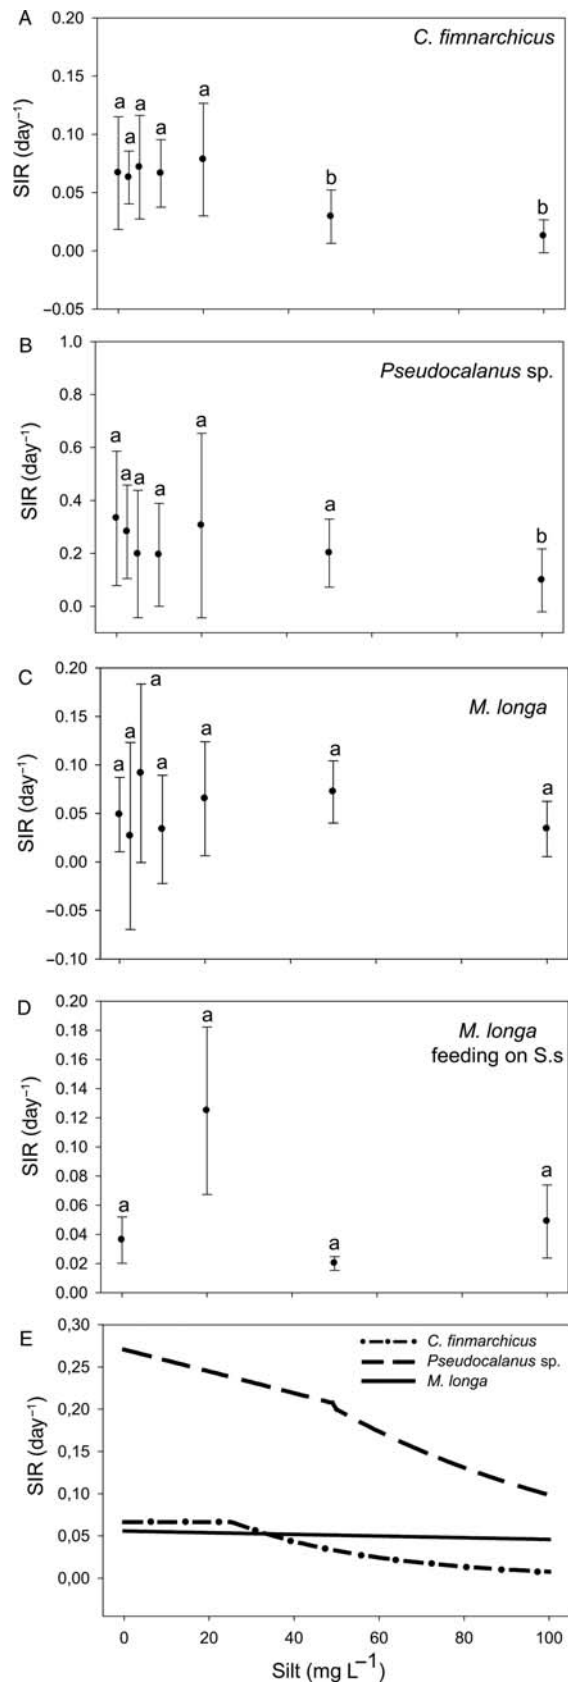 A
C. fimnarchicus
SIR (day⁻¹)
0.20
0.15
0.10
0.05
0.00
–0.05
a
a
a
a
a
b
b
B
Pseudocalanus sp.
SIR (day⁻¹)
1.0
0.8
0.6
0.4
0.2
0.0
a
a
a
a
a
a
b
C
M. longa
SIR (day⁻¹)
0.20
0.15
0.10
0.05
0.00
–0.05
–0.10
a
a
a
a
a
a
a
D
M. longa
feeding on S.s
SIR (day⁻¹)
0.20
0.18
0.16
0.14
0.12
0.10
0.08
0.06
0.04
0.02
0.00
a
a
a
a
E
C. finmarchicus
Pseudocalanus sp.
M. longa
SIR (day⁻¹)
0,30
0,25
0,20
0,15
0,10
0,05
0,00
0 20 40 60 80 100
Silt (mg L⁻¹)